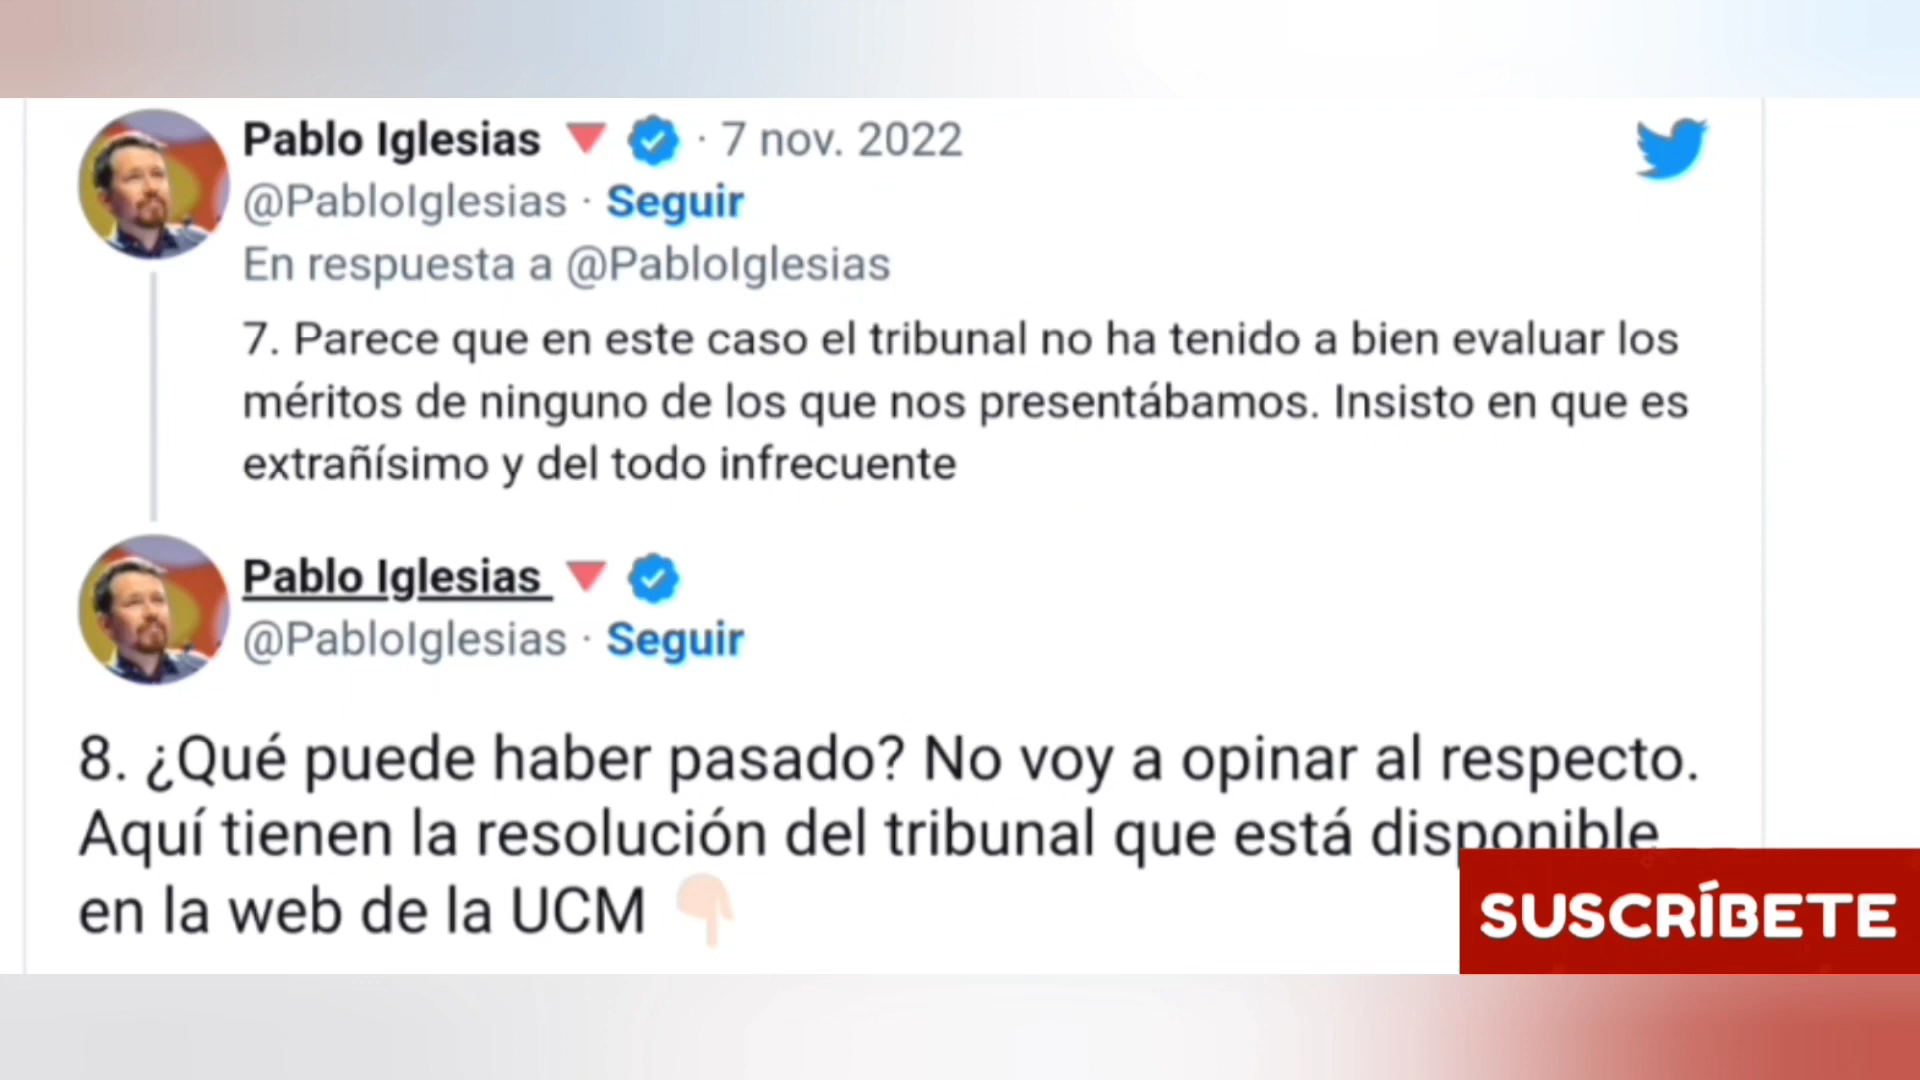 Pablo Iglesias 🔻 · 7 nov. 2022
@PabloIglesias · Seguir
En respuesta a @PabloIglesias
7. Parece que en este caso el tribunal no ha tenido a bien evaluar los
méritos de ninguno de los que nos presentábamos. Insisto en que es
extrañísimo y del todo infrecuente
Pablo Iglesias 🔻
@PabloIglesias · Seguir
8. ¿Qué puede haber pasado? No voy a opinar al respecto.
Aquí tienen la resolución del tribunal que está disponible
en la web de la UCM 👇🏻
SUSCRÍBETE